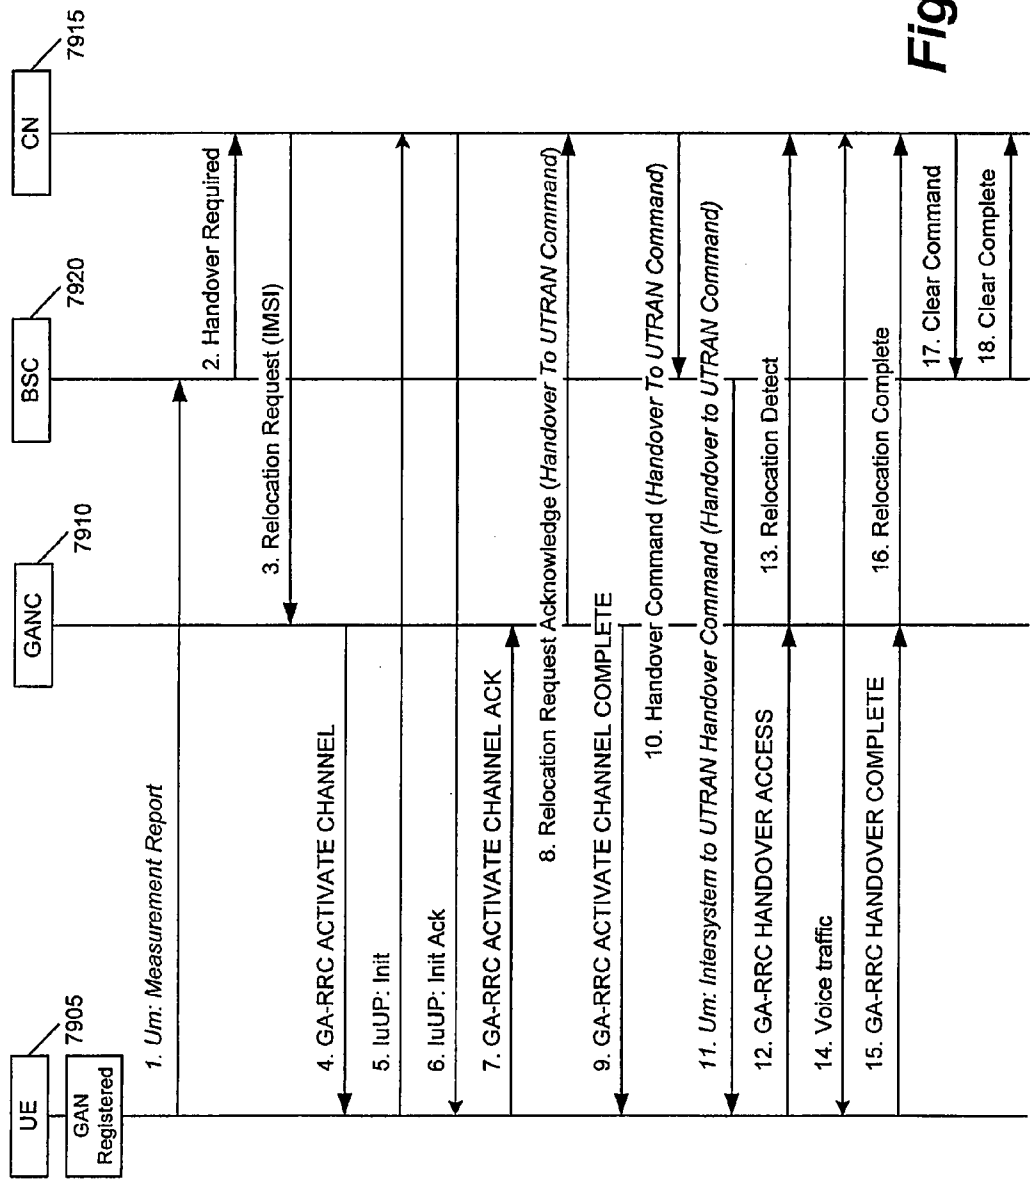 UE
7905
GAN
Registered
GANC
7910
BSC
7920
CN
7915
1. Um: Measurement Report
2. Handover Required
3. Relocation Request (IMSI)
4. GA-RRC ACTIVATE CHANNEL
5. IuUP: Init
6. IuUP: Init Ack
7. GA-RRC ACTIVATE CHANNEL ACK
8. Relocation Request Acknowledge (Handover To UTRAN Command)
9. GA-RRC ACTIVATE CHANNEL COMPLETE
10. Handover Command (Handover To UTRAN Command)
11. Um: Intersystem to UTRAN Handover Command (Handover to UTRAN Command)
12. GA-RRC HANDOVER ACCESS
13. Relocation Detect
14. Voice traffic
15. GA-RRC HANDOVER COMPLETE
16. Relocation Complete
17. Clear Command
18. Clear Complete
Fig